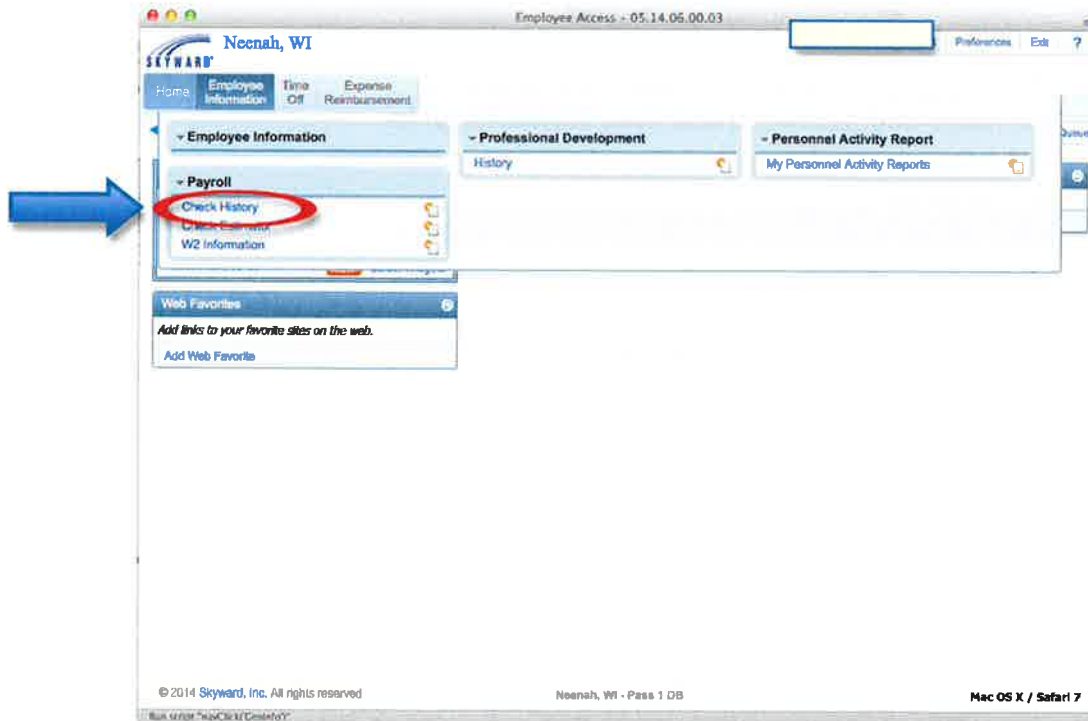 Employee Access - 05.14.06.00.03
Neenah, WI
SKYWARD®
Preferences Exit ?
Home Employee Information Time Off Expense Reimbursement
Queue
Employee Information
Professional Development
Personnel Activity Report
History
My Personnel Activity Reports
Payroll
Check History
Check Estimator
W2 Information
Web Favorites
Add links to your favorite sites on the web.
Add Web Favorite
© 2014 Skyward, Inc. All rights reserved
Neenah, WI - Pass 1 DB
Mac OS X / Safari 7